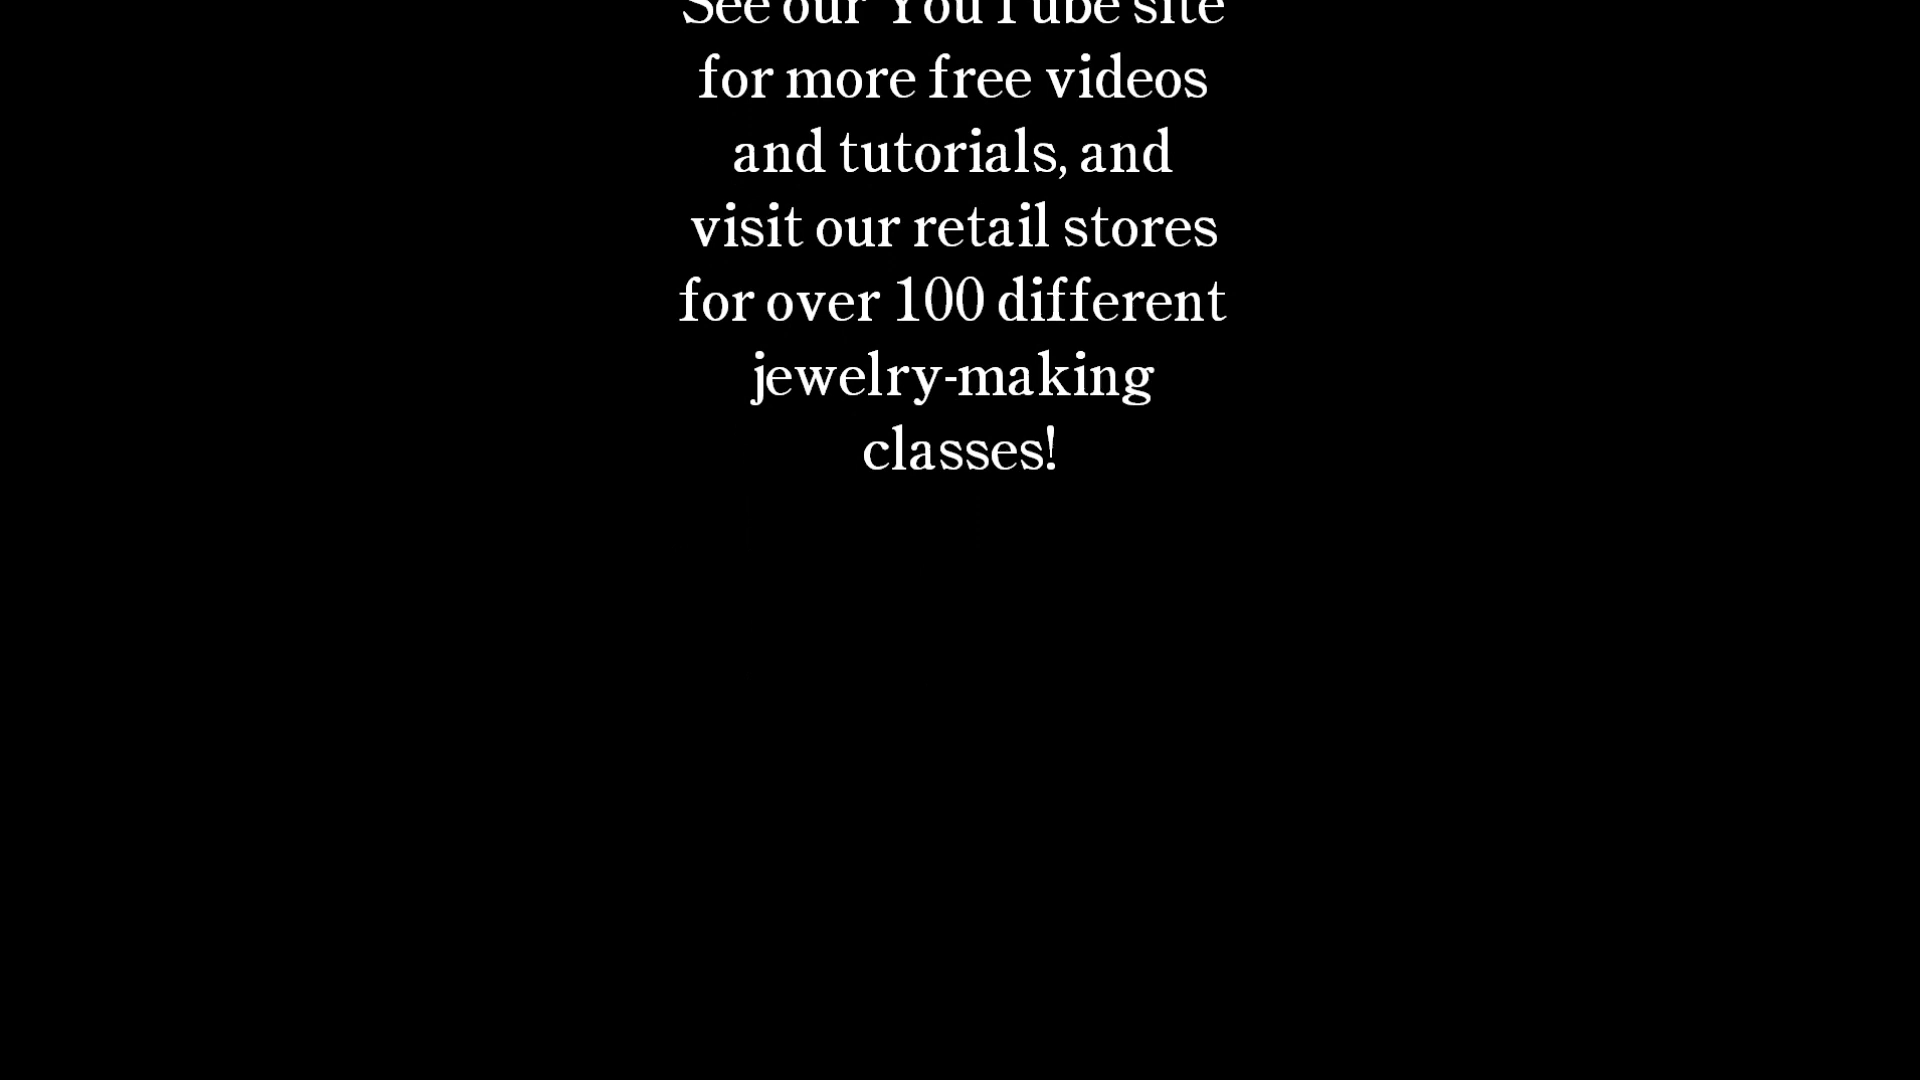 See our YouTube site
for more free videos
and tutorials, and
visit our retail stores
for over 100 different
jewelry-making
classes!